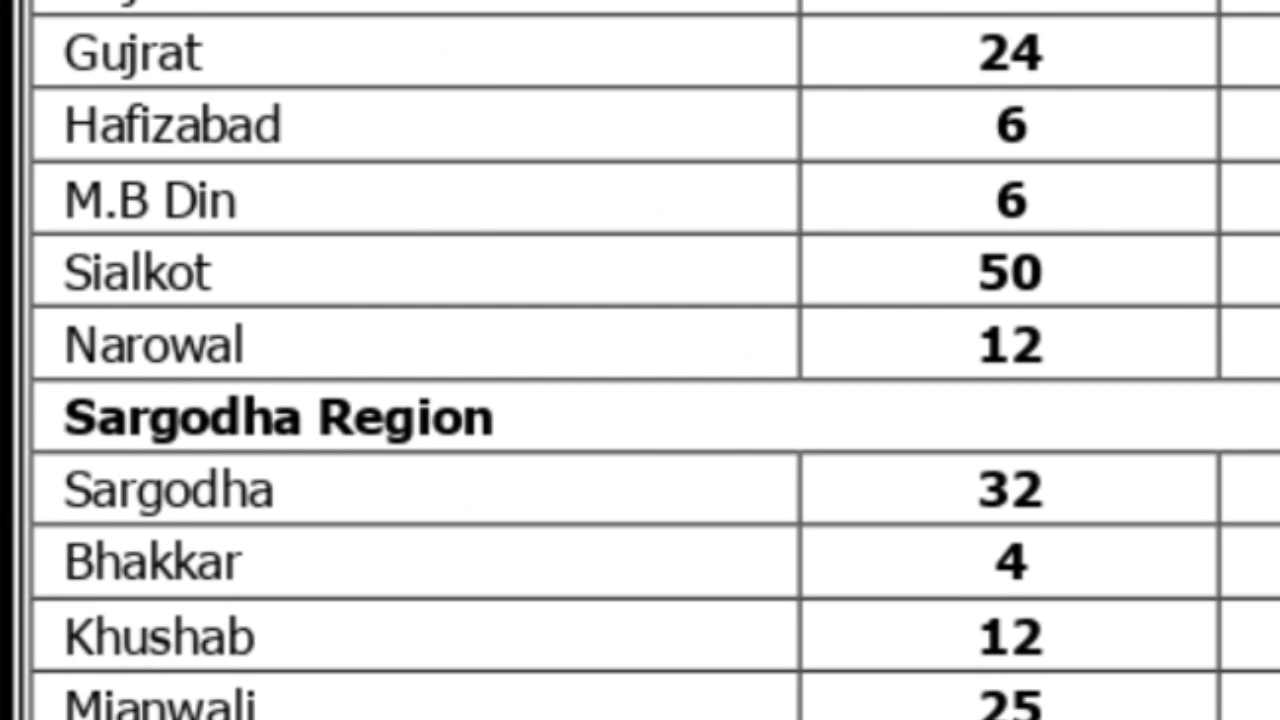 Gujrat 24
Hafizabad 6
M.B Din 6
Sialkot 50
Narowal 12
Sargodha Region
Sargodha 32
Bhakkar 4
Khushab 12
Mianwali 25